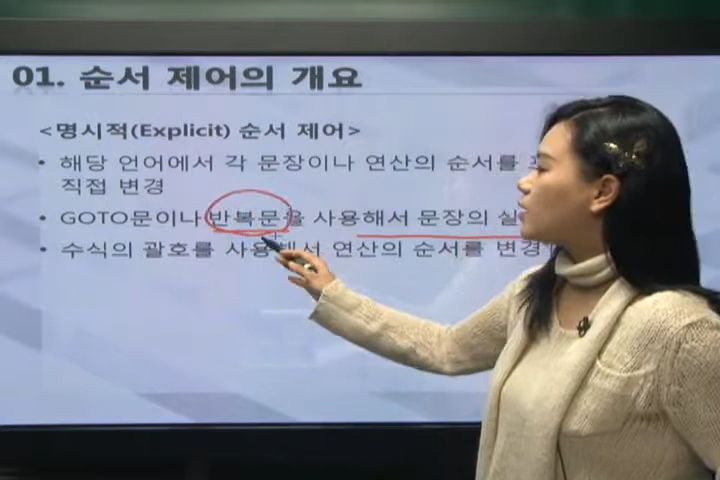 01. 순서 제어의 개요
<명시적(Explicit) 순서 제어>
• 해당 언어에서 각 문장이나 연산의 순서를
직접 변경
• GOTO문이나 반복문을 사용해서 문장의
• 수식의 괄호를 사용해서 연산의 순서를 변경